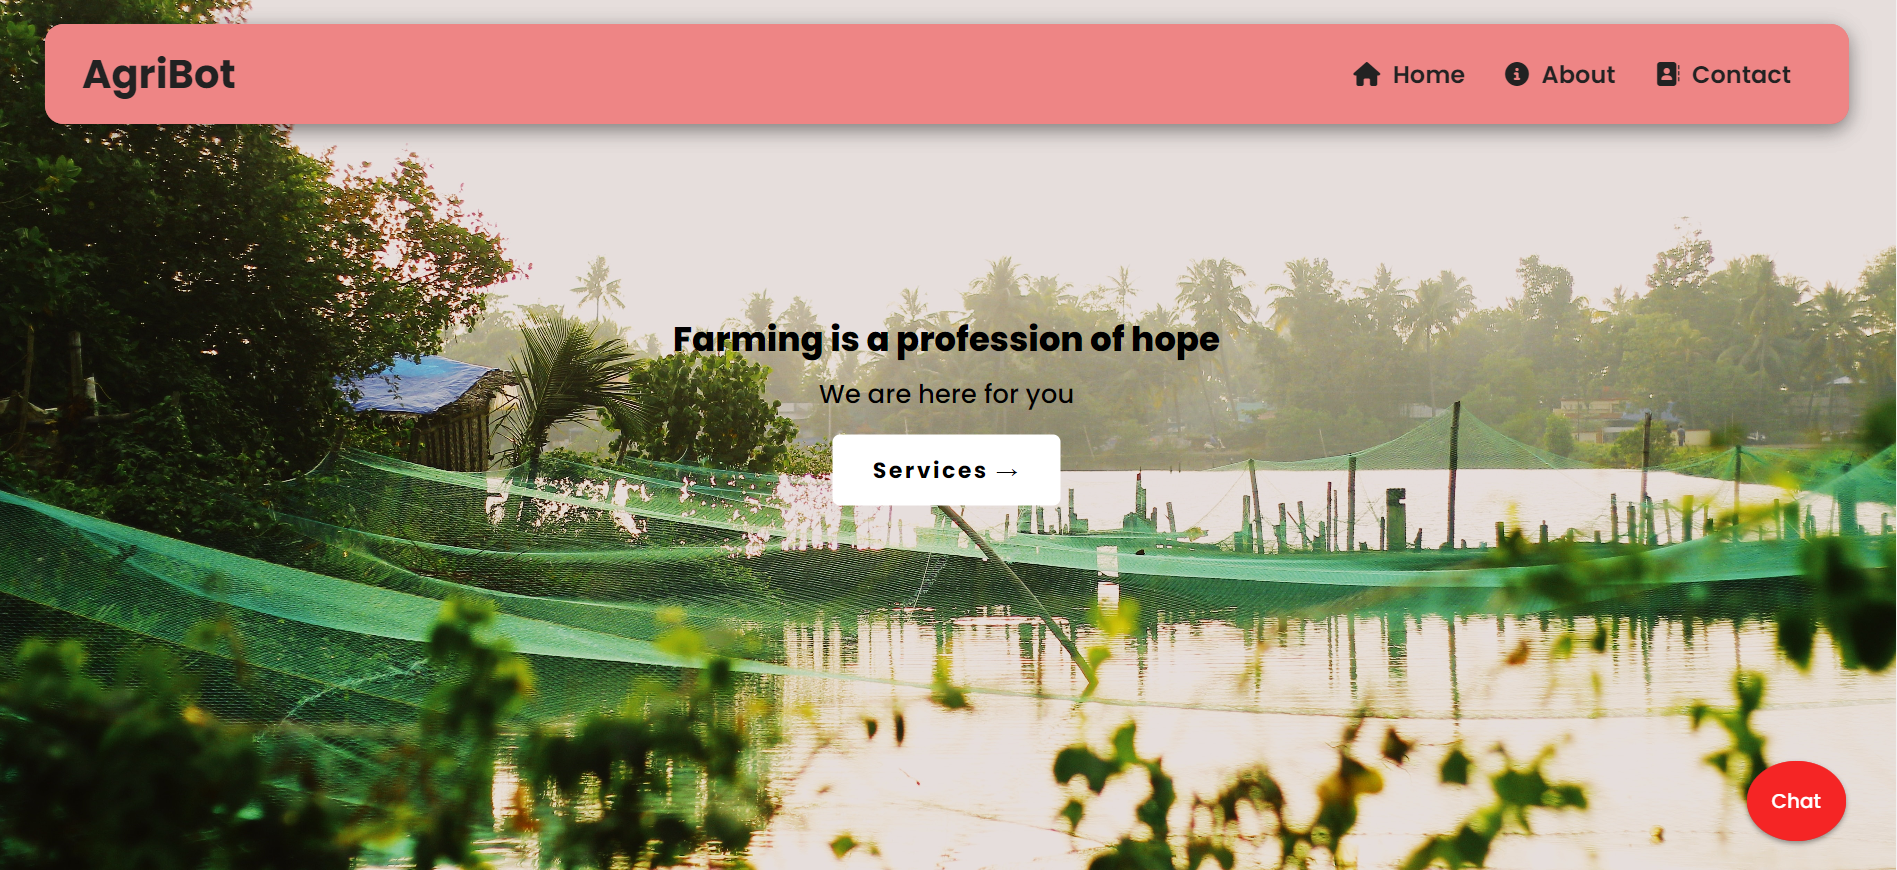 AgriBot
Home About Contact
Farming is a profession of hope
We are here for you
Services →
Chat